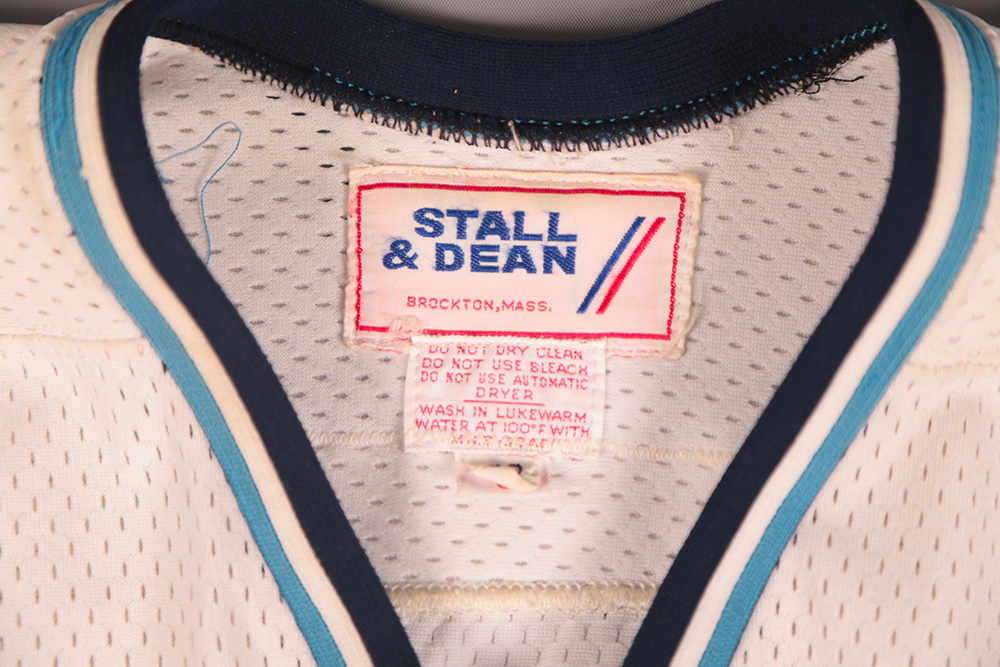 STALL
& DEAN
BROCKTON, MASS.
DO NOT DRY CLEAN
DO NOT USE BLEACH
DO NOT USE AUTOMATIC
DRYER
WASH IN LUKEWARM
WATER AT 100°F WITH